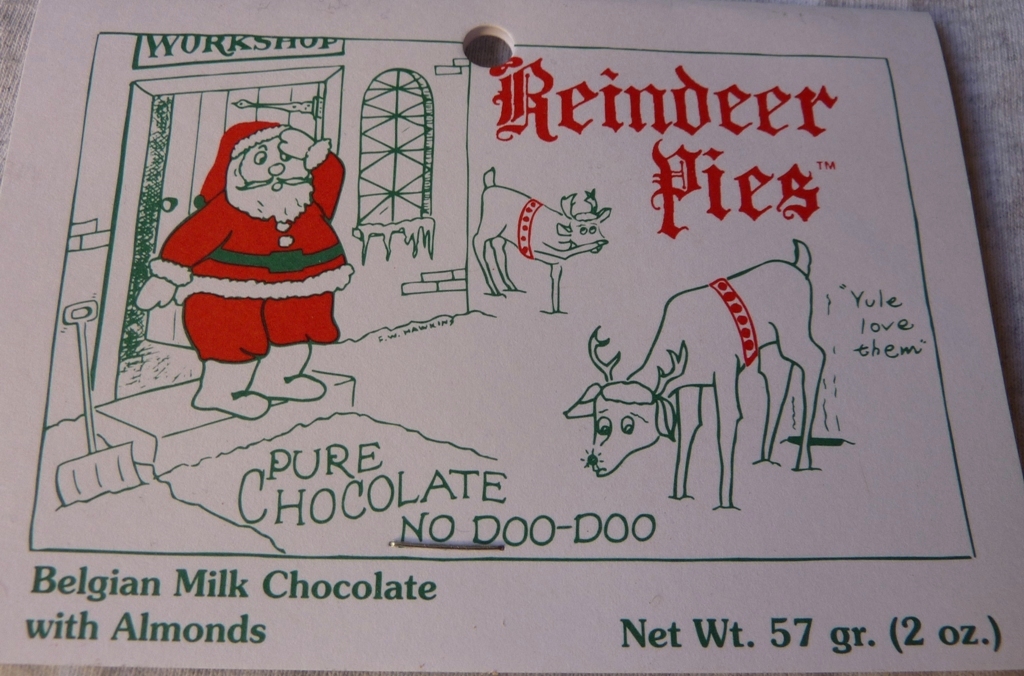 WORKSHOP
Reindeer
Pies™
"Yule
love
them"
S.W. HAWKINS
PURE
CHOCOLATE
NO DOO-DOO
Belgian Milk Chocolate
with Almonds
Net Wt. 57 gr. (2 oz.)